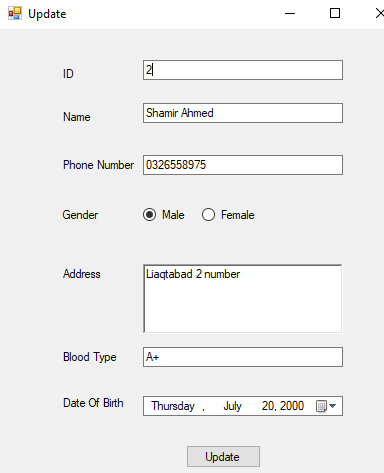 Update
ID 2
Name Shamir Ahmed
Phone Number 0326558975
Gender Male Female
Address Liaqtabad 2 number
Blood Type A+
Date Of Birth Thursday , July 20, 2000
Update